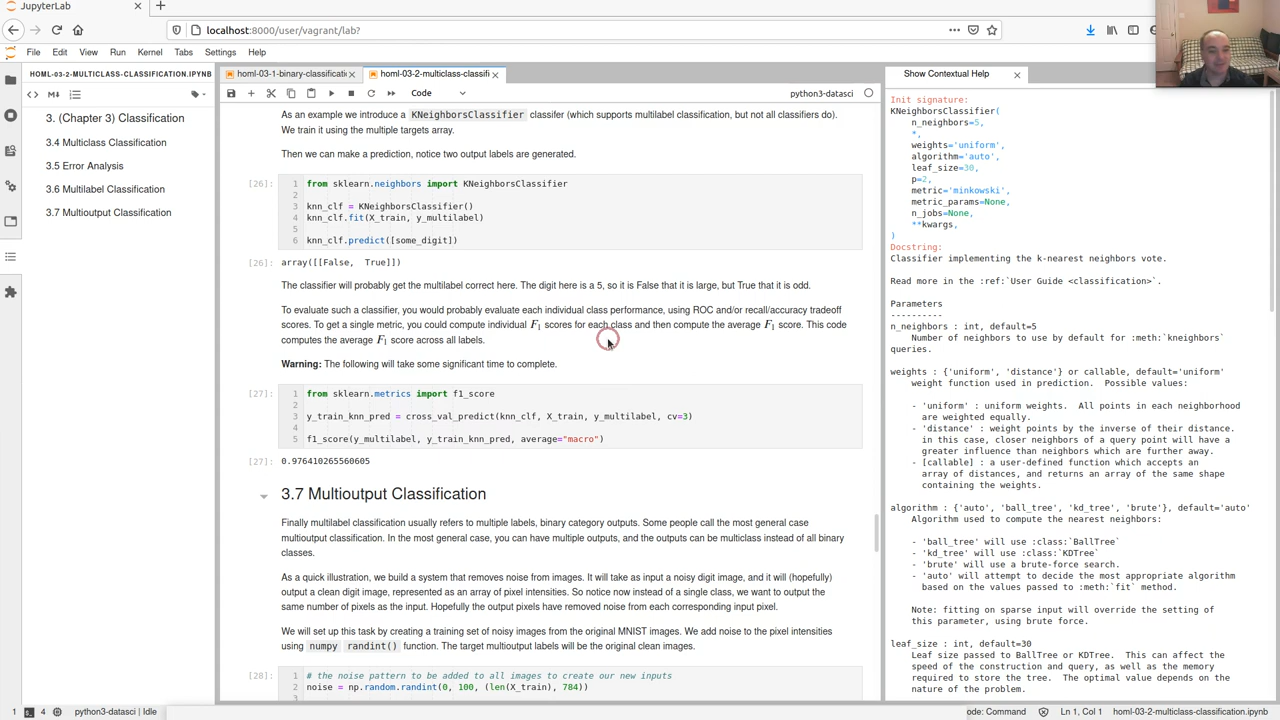 JupyterLab
localhost:8030/user/vagrant/lab?
File Edit View Run Kernel Tabs Settings Help
HOML-03-2-MULTICLASS-CLASSIFICATION.IPYNB
3. (Chapter 3) Classification
3.4 Multiclass Classification
3.5 Error Analysis
3.6 Multilabel Classification
3.7 Multioutput Classification
homl-03-1-binary-classificati
homl-03-2-multiclass-classifi
Code
python3-datasci
As an example we introduce a KNeighborsClassifier classifer (which supports multilabel classification, but not all classifiers do).
We train it using the multiple targets array.
Then we can make a prediction, notice two output labels are generated.
[26]:
1 from sklearn.neighbors import KNeighborsClassifier
2
3 knn_clf = KNeighborsClassifier()
4 knn_clf.fit(X_train, y_multilabel)
5
6 knn_clf.predict([some_digit])
[26]: array([[False, True]])
The classifier will probably get the multilabel correct here. The digit here is a 5, so it is False that it is large, but True that it is odd.
To evaluate such a classifier, you would probably evaluate each individual class performance, using ROC and/or recall/accuracy tradeoff
scores. To get a single metric, you could compute individual F1 scores for each class and then compute the average F1 score. This code
computes the average F1 score across all labels.
Warning: The following will take some significant time to complete.
[27]:
1 from sklearn.metrics import f1_score
2
3 y_train_knn_pred = cross_val_predict(knn_clf, X_train, y_multilabel, cv=3)
4
5 f1_score(y_multilabel, y_train_knn_pred, average="macro")
[27]: 0.976410265560605
3.7 Multioutput Classification
Finally multilabel classification usually refers to multiple labels, binary category outputs. Some people call the most general case
multioutput classification. In the most general case, you can have multiple outputs, and the outputs can be multiclass instead of all binary
classes.
As a quick illustration, we build a system that removes noise from images. It will take as input a noisy digit image, and it will (hopefully)
output a clean digit image, represented as an array of pixel intensities. So notice now instead of a single class, we want to output the
same number of pixels as the input. Hopefully the output pixels have removed noise from each corresponding input pixel.
We will set up this task by creating a training set of noisy images from the original MNIST images. We add noise to the pixel intensities
using numpy randint() function. The target multioutput labels will be the original clean images.
[28]:
1 # the noise pattern to be added to all images to create our new inputs
2 noise = np.random.randint(0, 100, (len(X_train), 784))
3
Show Contextual Help
Init signature:
KNeighborsClassifier(
n_neighbors=5,
*,
weights='uniform',
algorithm='auto',
leaf_size=30,
p=2,
metric='minkowski',
metric_params=None,
n_jobs=None,
**kwargs,
)
Docstring:
Classifier implementing the k-nearest neighbors vote.
Read more in the :ref:`User Guide <classification>`.
Parameters
----------
n_neighbors : int, default=5
Number of neighbors to use by default for :meth:`kneighbors`
queries.
weights : {'uniform', 'distance'} or callable, default='uniform'
weight function used in prediction. Possible values:
- 'uniform' : uniform weights. All points in each neighborhood
are weighted equally.
- 'distance' : weight points by the inverse of their distance.
in this case, closer neighbors of a query point will have a
greater influence than neighbors which are further away.
- [callable] : a user-defined function which accepts an
array of distances, and returns an array of the same shape
containing the weights.
algorithm : {'auto', 'ball_tree', 'kd_tree', 'brute'}, default='auto'
Algorithm used to compute the nearest neighbors:
- 'ball_tree' will use :class:`BallTree`
- 'kd_tree' will use :class:`KDTree`
- 'brute' will use a brute-force search.
- 'auto' will attempt to decide the most appropriate algorithm
based on the values passed to :meth:`fit` method.
Note: fitting on sparse input will override the setting of
this parameter, using brute force.
leaf_size : int, default=30
Leaf size passed to BallTree or KDTree. This can affect the
speed of the construction and query, as well as the memory
required to store the tree. The optimal value depends on the
nature of the problem.
1 4 python3-datasci | Idle
ode: Command Ln 1, Col 1 homl-03-2-multiclass-classification.ipynb